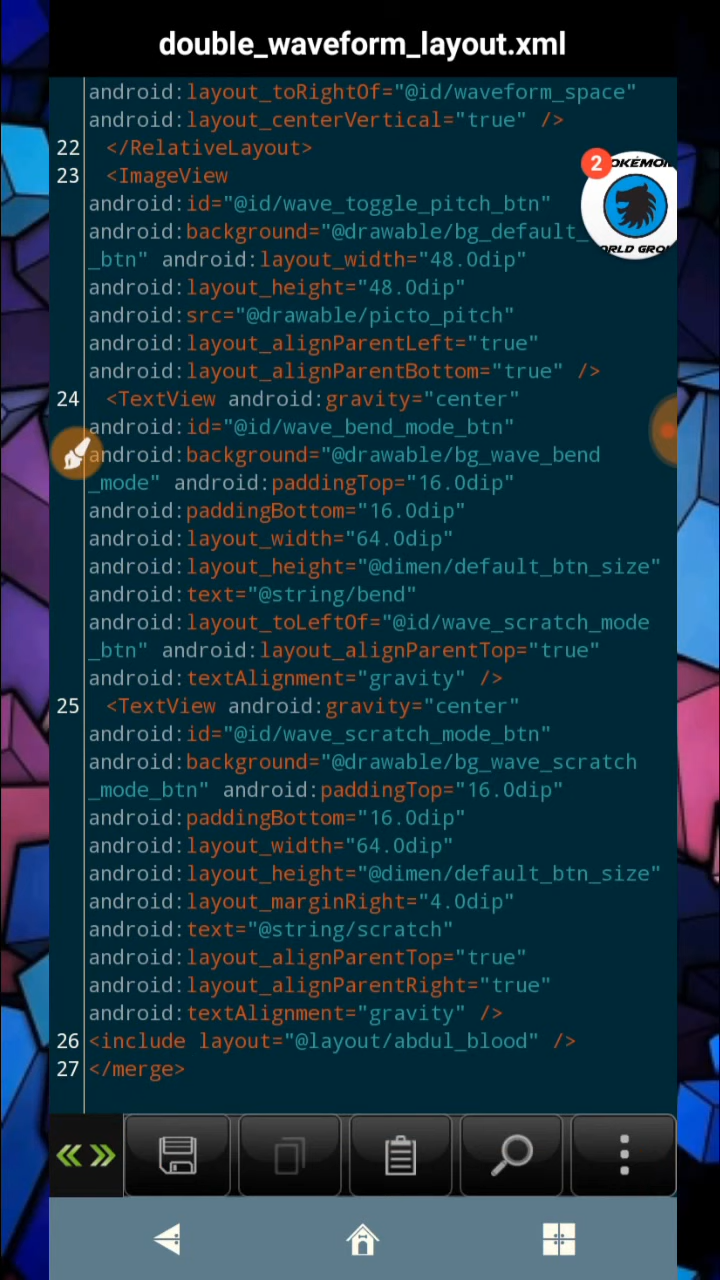 double_waveform_layout.xml
android:layout_toRightOf="@id/waveform_space"
android:layout_centerVertical="true" />
22 </RelativeLayout>
23 <ImageView
android:id="@id/wave_toggle_pitch_btn"
android:background="@drawable/bg_default_
_btn" android:layout_width="48.0dip"
android:layout_height="48.0dip"
android:src="@drawable/picto_pitch"
android:layout_alignParentLeft="true"
android:layout_alignParentBottom="true" />
24 <TextView android:gravity="center"
android:id="@id/wave_bend_mode_btn"
android:background="@drawable/bg_wave_bend
_mode" android:paddingTop="16.0dip"
android:paddingBottom="16.0dip"
android:layout_width="64.0dip"
android:layout_height="@dimen/default_btn_size"
android:text="@string/bend"
android:layout_toLeftOf="@id/wave_scratch_mode
_btn" android:layout_alignParentTop="true"
android:textAlignment="gravity" />
25 <TextView android:gravity="center"
android:id="@id/wave_scratch_mode_btn"
android:background="@drawable/bg_wave_scratch
_mode_btn" android:paddingTop="16.0dip"
android:paddingBottom="16.0dip"
android:layout_width="64.0dip"
android:layout_height="@dimen/default_btn_size"
android:layout_marginRight="4.0dip"
android:text="@string/scratch"
android:layout_alignParentTop="true"
android:layout_alignParentRight="true"
android:textAlignment="gravity" />
26 <include layout="@layout/abdul_blood" />
27 </merge>
2